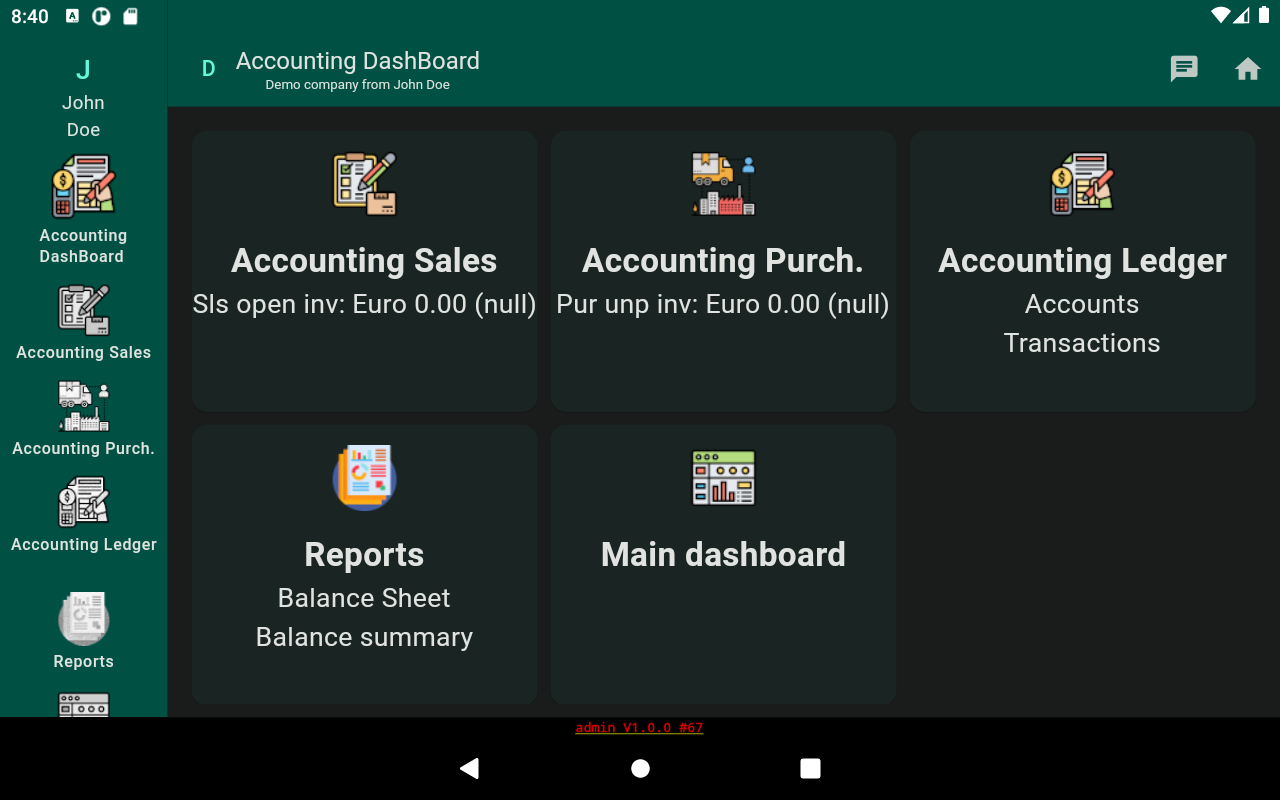 8:40
J
John
Doe
Accounting
DashBoard
Accounting Sales
Accounting Purch.
Accounting Ledger
Reports
D
Accounting DashBoard
Demo company from John Doe
Accounting Sales
Sls open inv: Euro 0.00 (null)
Accounting Purch.
Pur unp inv: Euro 0.00 (null)
Accounting Ledger
Accounts
Transactions
Reports
Balance Sheet
Balance summary
Main dashboard
admin V1.0.0 #67